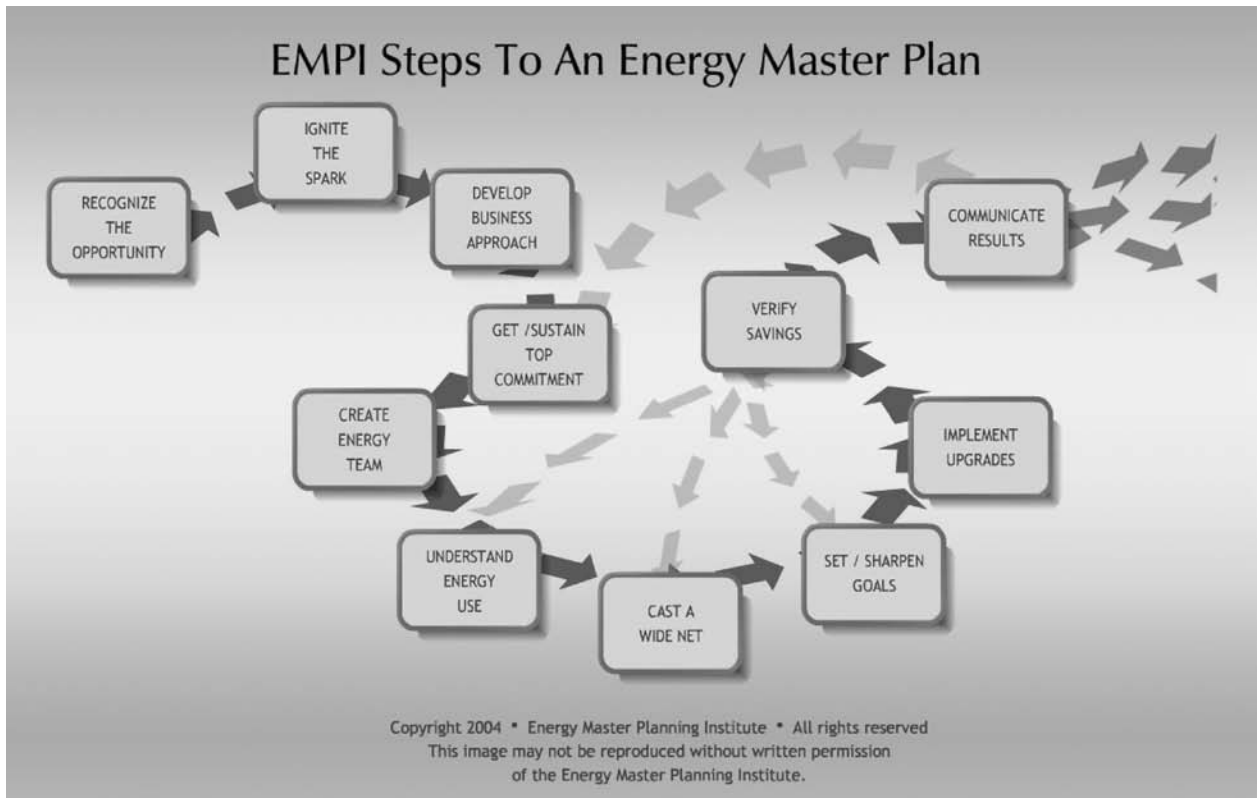 EMPI Steps To An Energy Master Plan
RECOGNIZE
THE
OPPORTUNITY
IGNITE
THE
SPARK
DEVELOP
BUSINESS
APPROACH
GET /SUSTAIN
TOP
COMMITMENT
CREATE
ENERGY
TEAM
UNDERSTAND
ENERGY
USE
CAST A
WIDE NET
SET / SHARPEN
GOALS
IMPLEMENT
UPGRADES
VERIFY
SAVINGS
COMMUNICATE
RESULTS
Copyright 2004 * Energy Master Planning Institute * All rights reserved
This image may not be reproduced without written permission
of the Energy Master Planning Institute.